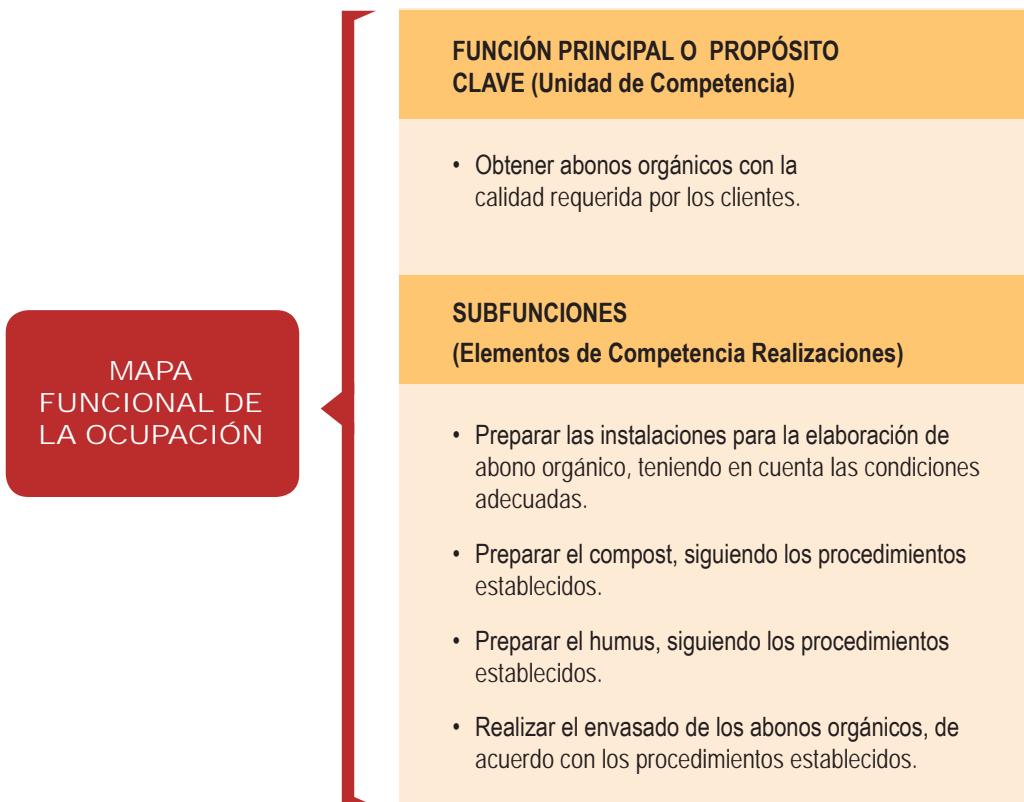 MAPA
FUNCIONAL DE
LA OCUPACIÓN
FUNCIÓN PRINCIPAL O PROPÓSITO
CLAVE (Unidad de Competencia)
• Obtener abonos orgánicos con la
calidad requerida por los clientes.
SUBFUNCIONES
(Elementos de Competencia Realizaciones)
• Preparar las instalaciones para la elaboración de
abono orgánico, teniendo en cuenta las condiciones
adecuadas.
• Preparar el compost, siguiendo los procedimientos
establecidos.
• Preparar el humus, siguiendo los procedimientos
establecidos.
• Realizar el envasado de los abonos orgánicos, de
acuerdo con los procedimientos establecidos.